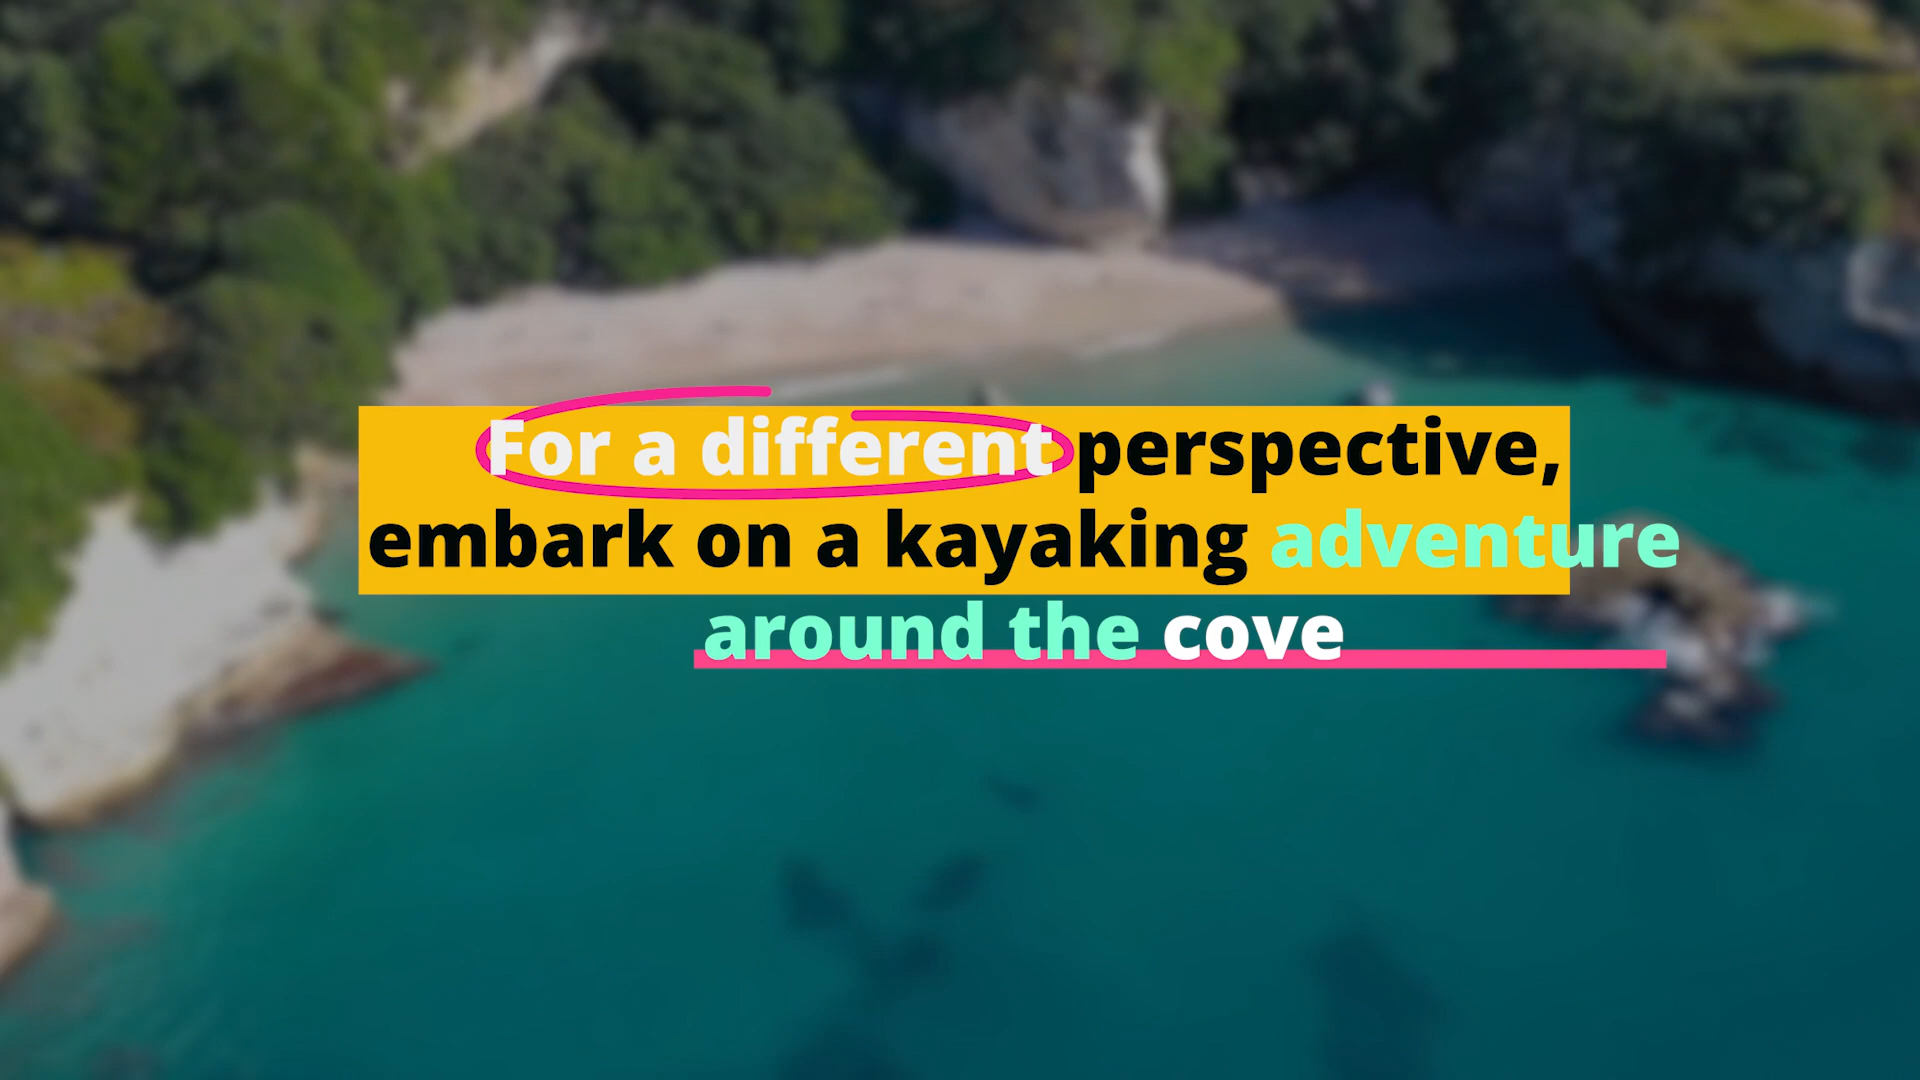 For a different perspective,
embark on a kayaking adventure
around the cove